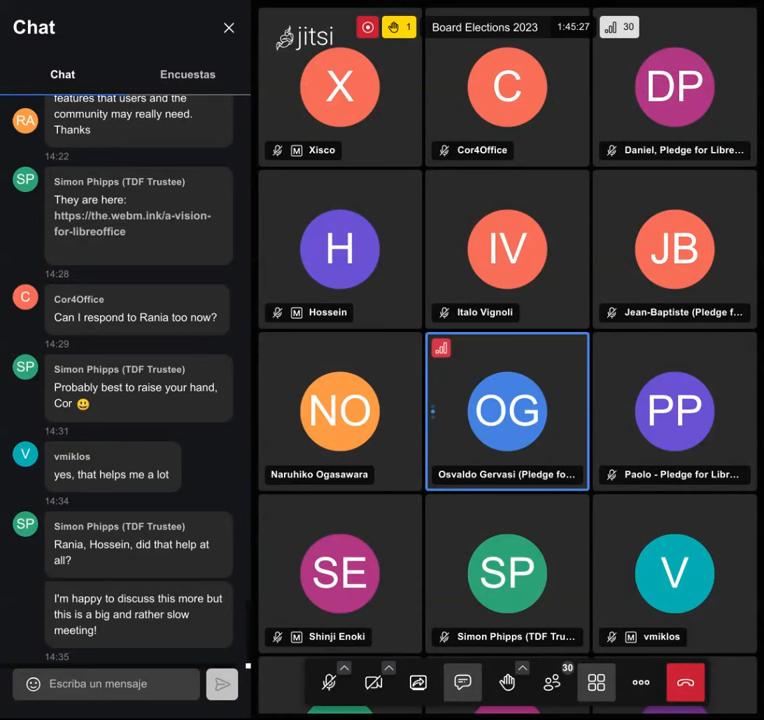 Chat
Chat
Encuestas
features that users and the
community may really need.
Thanks
RA
14:22
SP
Simon Phipps (TDF Trustee)
They are here:
https://the.webm.ink/a-vision-
for-libreoffice
14:28
C
Cor4Office
Can I respond to Rania too now?
14:29
SP
Simon Phipps (TDF Trustee)
Probably best to raise your hand,
Cor 😃
14:31
V
vmiklos
yes, that helps me a lot
14:34
SP
Simon Phipps (TDF Trustee)
Rania, Hossein, did that help at
all?
I'm happy to discuss this more but
this is a big and rather slow
meeting!
14:35
Escriba un mensaje
jitsi
1
Board Elections 2023
1:45:27
30
X
M Xisco
C
Cor4Office
DP
Daniel, Pledge for Libre...
H
M Hossein
IV
Italo Vignoli
JB
Jean-Baptiste (Pledge f...
NO
Naruhiko Ogasawara
OG
Osvaldo Gervasi (Pledge fo...
PP
Paolo - Pledge for Libr...
SE
M Shinji Enoki
SP
Simon Phipps (TDF Tru...
V
M vmiklos
30